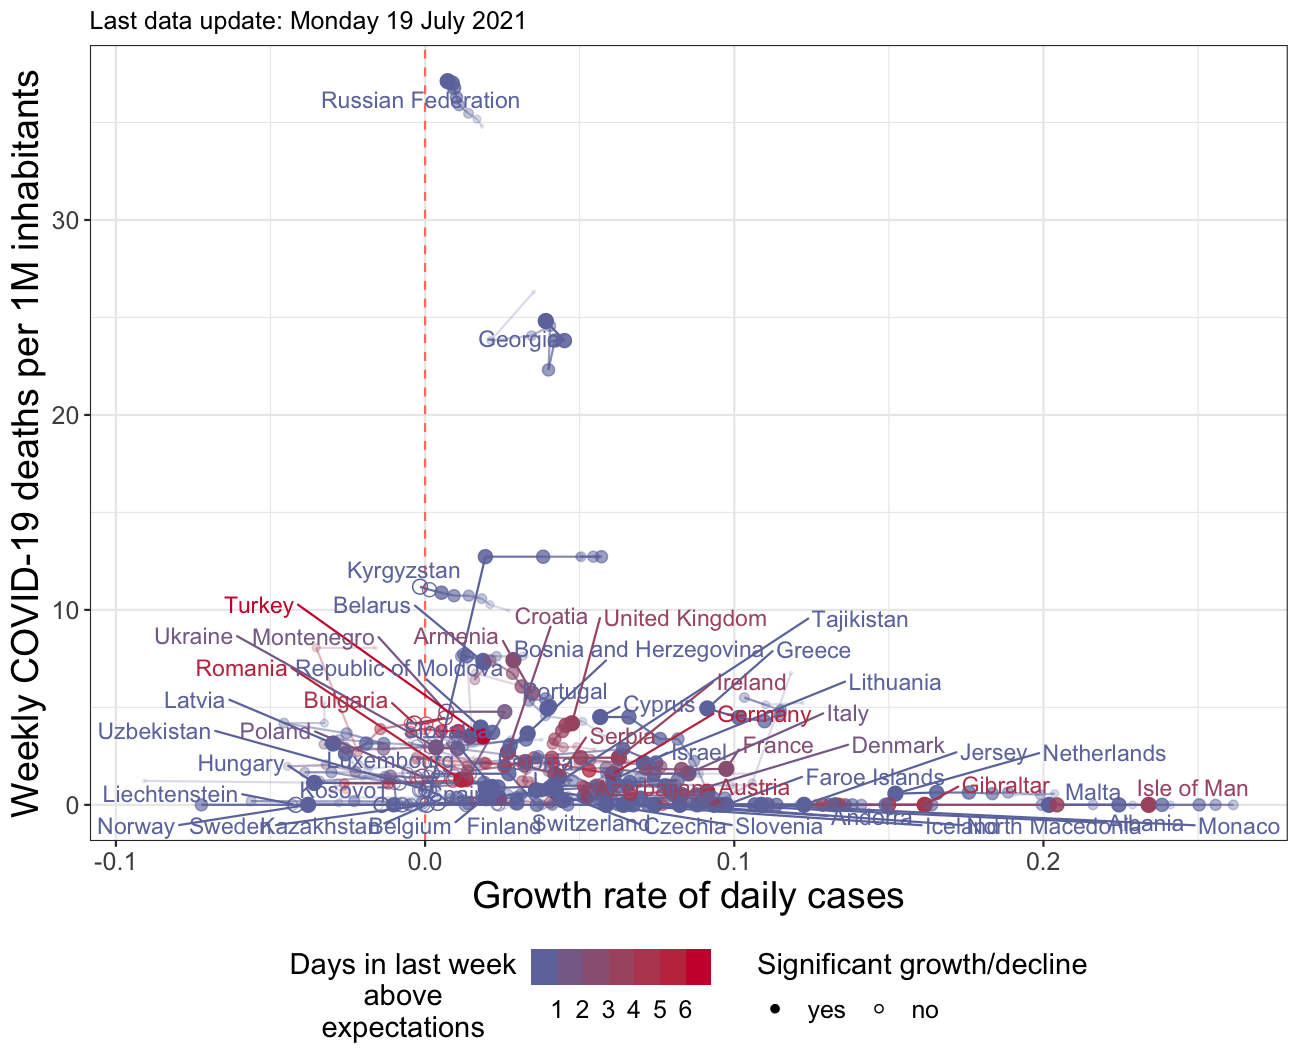 Last data update: Monday 19 July 2021
Weekly COVID-19 deaths per 1M inhabitants
30
20
10
0
Russian Federation
Georgia
Kyrgyzstan
Turkey
Belarus
Croatia
United Kingdom
Tajikistan
Ukraine
Montenegro
Armenia
Bosnia and Herzegovina
Greece
Romania
Republic of Moldova
Ireland
Lithuania
Latvia
Bulgaria
Portugal
Cyprus
Germany
Italy
Uzbekistan
Poland
Serbia
Israel
France
Denmark
Hungary
Luxembourg
Jersey
Netherlands
Liechtenstein
Kosovo
Spain
Azerbaijan
Austria
Faroe Islands
Gibraltar
Malta
Isle of Man
Norway
Sweden
Kazakhstan
Belgium
Finland
Switzerland
Czechia
Slovenia
Andorra
Iceland
North Macedonia
Albania
Monaco
-0.1
0.0
0.1
0.2
Growth rate of daily cases
Days in last week
above
expectations
1 2 3 4 5 6
Significant growth/decline
yes
no